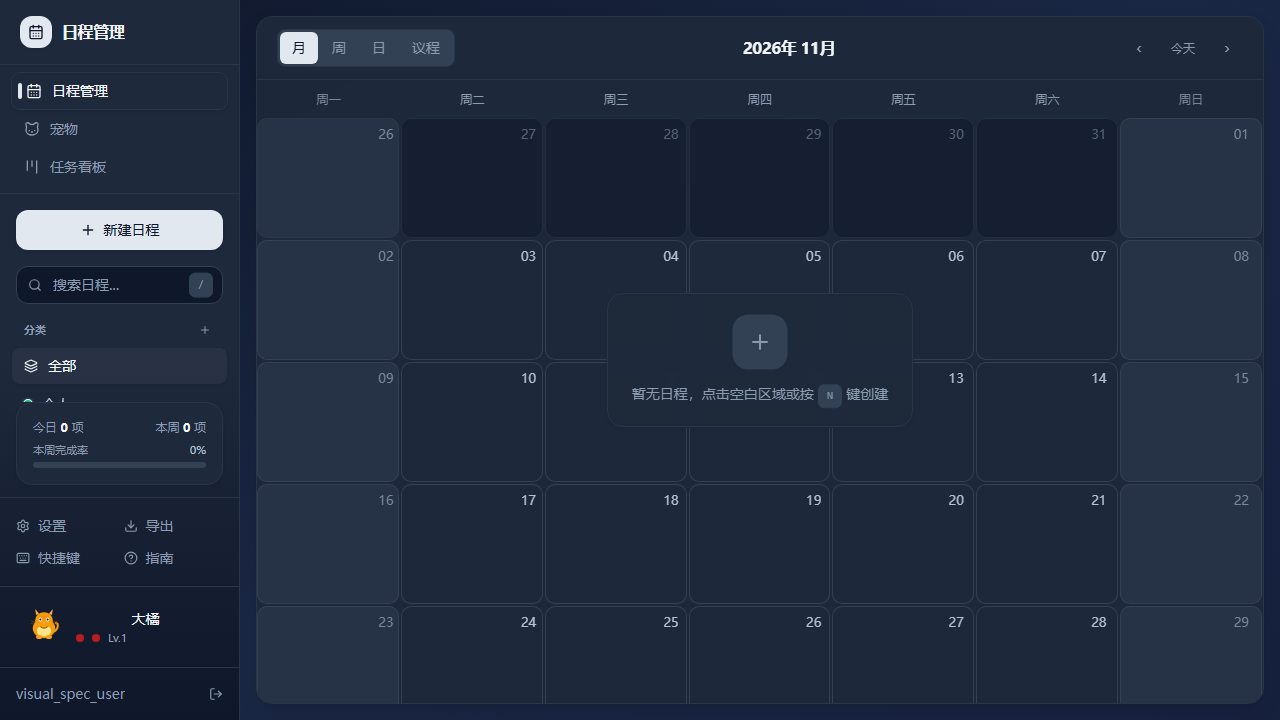 日程管理
日程管理
宠物
任务看板
新建日程
搜索日程... /
分类
全部
今日 0 项 本周 0 项
本周完成率 0%
设置 导出
快捷键 指南
大橘
Lv.1
visual_spec_user
月 周 日 议程
2026年 11月
今天
周一 周二 周三 周四 周五 周六 周日
26 27 28 29 30 31 01
02 03 04 05 06 07 08
09 10 13 14 15
暂无日程，点击空白区域或按 N 键创建
16 17 18 19 20 21 22
23 24 25 26 27 28 29